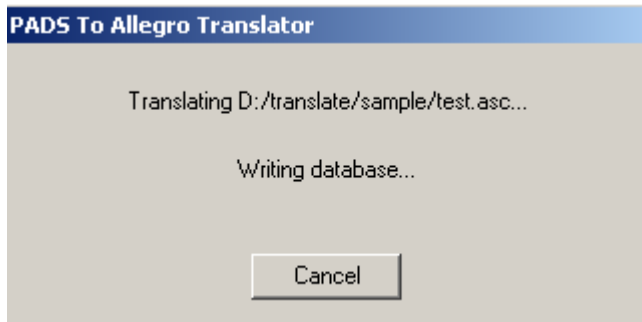 PADS To Allegro Translator
Translating D:/translate/sample/test.asc...
Writing database...
Cancel